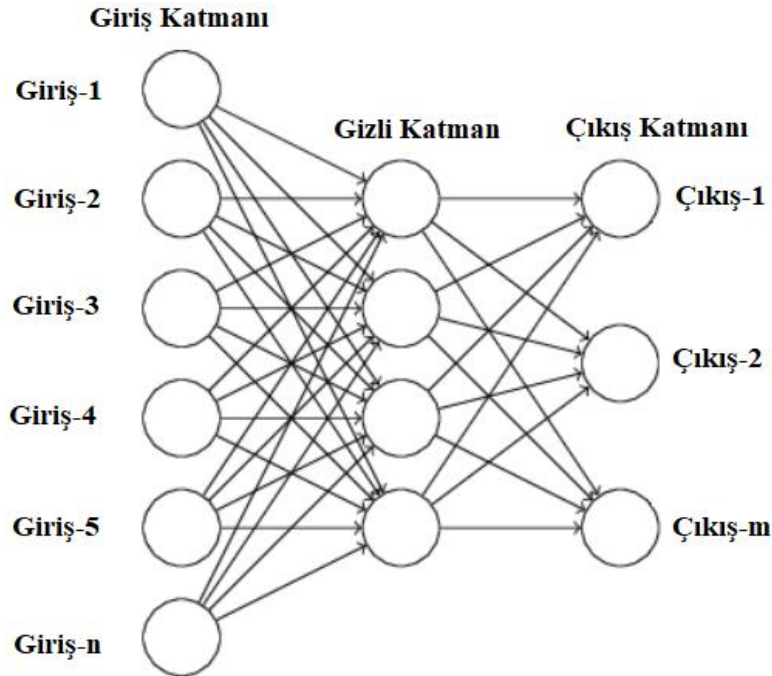 Giriş Katmanı
Giriş-1
Giriş-2
Giriş-3
Giriş-4
Giriş-5
Giriş-n
Gizli Katman
Çıkış Katmanı
Çıkış-1
Çıkış-2
Çıkış-m